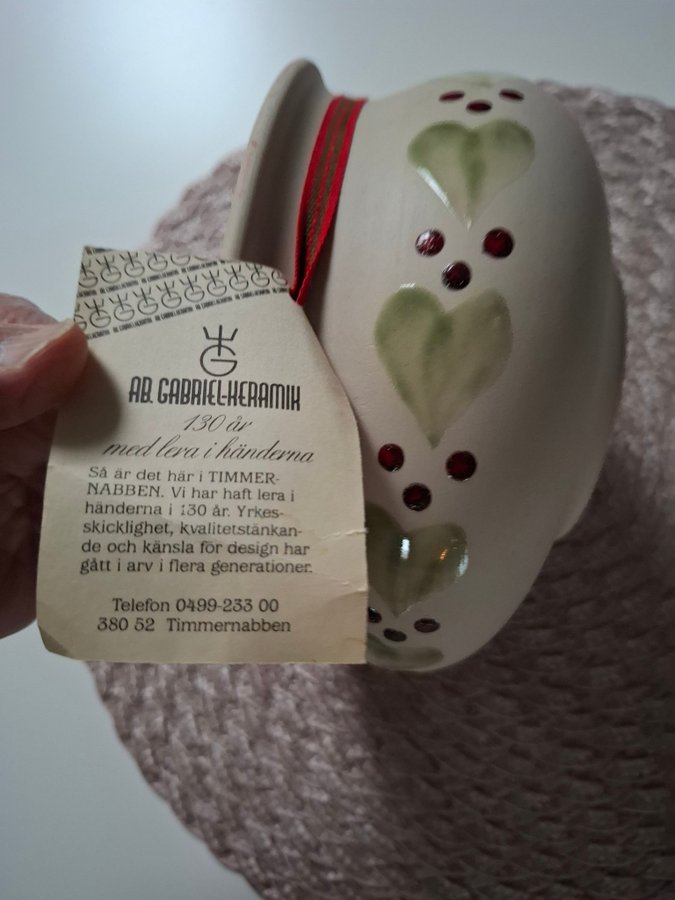 AB. GABRIEL-KERAMIK
130 år
med lera i händerna
Så är det här i TIMMER-
NABBEN. Vi har haft lera i
händerna i 130 år. Yrkes-
skicklighet, kvalitetstänkan-
de och känsla för design har
gått i arv i flera generationer.
Telefon 0499-233 00
380 52 Timmernabben